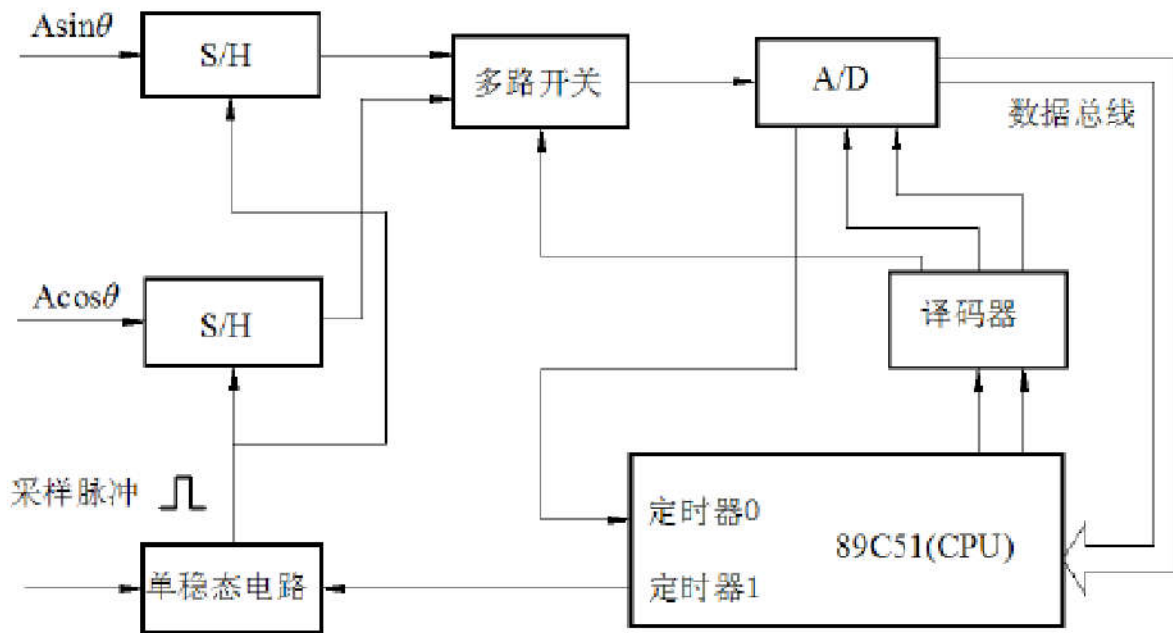 Asinθ
S/H
多路开关
A/D
数据总线
Acosθ
S/H
译码器
采样脉冲
定时器0
89C51(CPU)
单稳态电路
定时器1